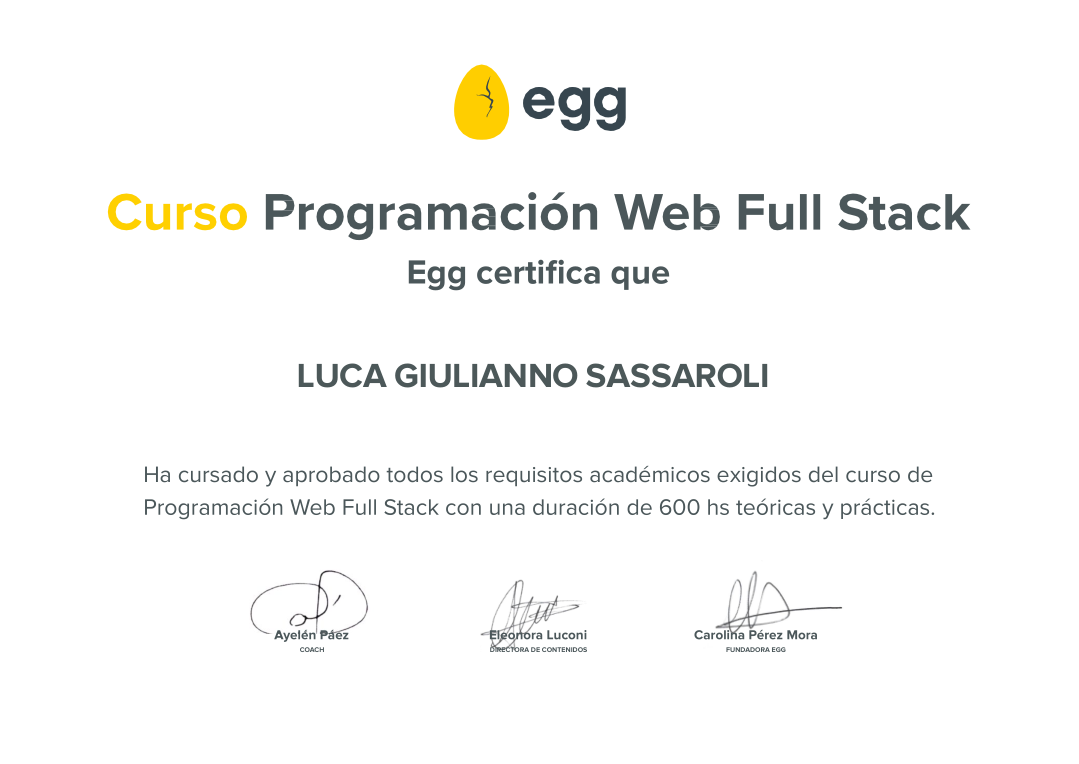 egg
Curso Programación Web Full Stack
Egg certifica que
LUCA GIULIANNO SASSAROLI
Ha cursado y aprobado todos los requisitos académicos exigidos del curso de
Programación Web Full Stack con una duración de 600 hs teóricas y prácticas.
Ayelén Páez
COACH
Eleonora Luconi
DIRECTORA DE CONTENIDOS
Carolina Pérez Mora
FUNDADORA EGG